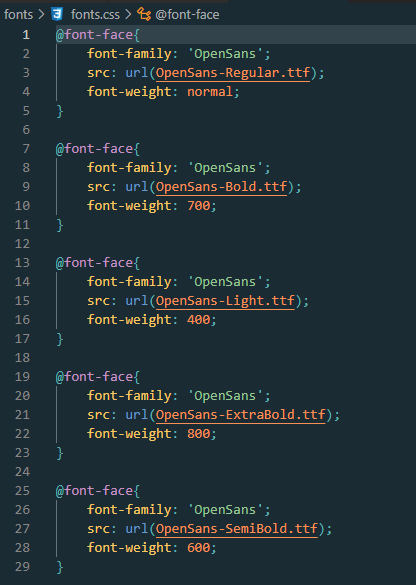 fonts > fonts.css > @font-face
1 @font-face{
2 font-family: 'OpenSans';
3 src: url(OpenSans-Regular.ttf);
4 font-weight: normal;
5 }
6
7 @font-face{
8 font-family: 'OpenSans';
9 src: url(OpenSans-Bold.ttf);
10 font-weight: 700;
11 }
12
13 @font-face{
14 font-family: 'OpenSans';
15 src: url(OpenSans-Light.ttf);
16 font-weight: 400;
17 }
18
19 @font-face{
20 font-family: 'OpenSans';
21 src: url(OpenSans-ExtraBold.ttf);
22 font-weight: 800;
23 }
24
25 @font-face{
26 font-family: 'OpenSans';
27 src: url(OpenSans-SemiBold.ttf);
28 font-weight: 600;
29 }